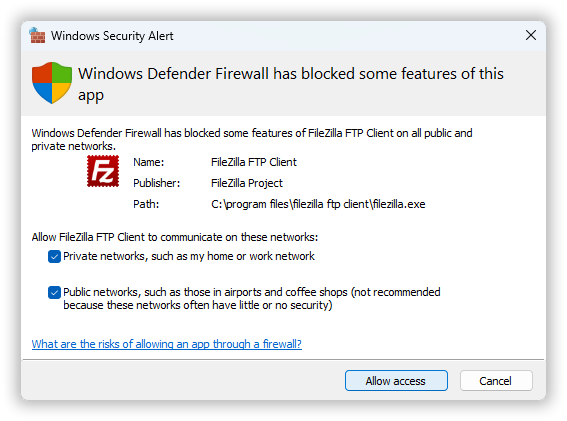 Windows Security Alert
Windows Defender Firewall has blocked some features of this
app
Windows Defender Firewall has blocked some features of FileZilla FTP Client on all public and
private networks.
Fz
Name: FileZilla FTP Client
Publisher: FileZilla Project
Path: C:\program files\filezilla ftp client\filezilla.exe
Allow FileZilla FTP Client to communicate on these networks:
Private networks, such as my home or work network
Public networks, such as those in airports and coffee shops (not recommended
because these networks often have little or no security)
What are the risks of allowing an app through a firewall?
Allow access Cancel